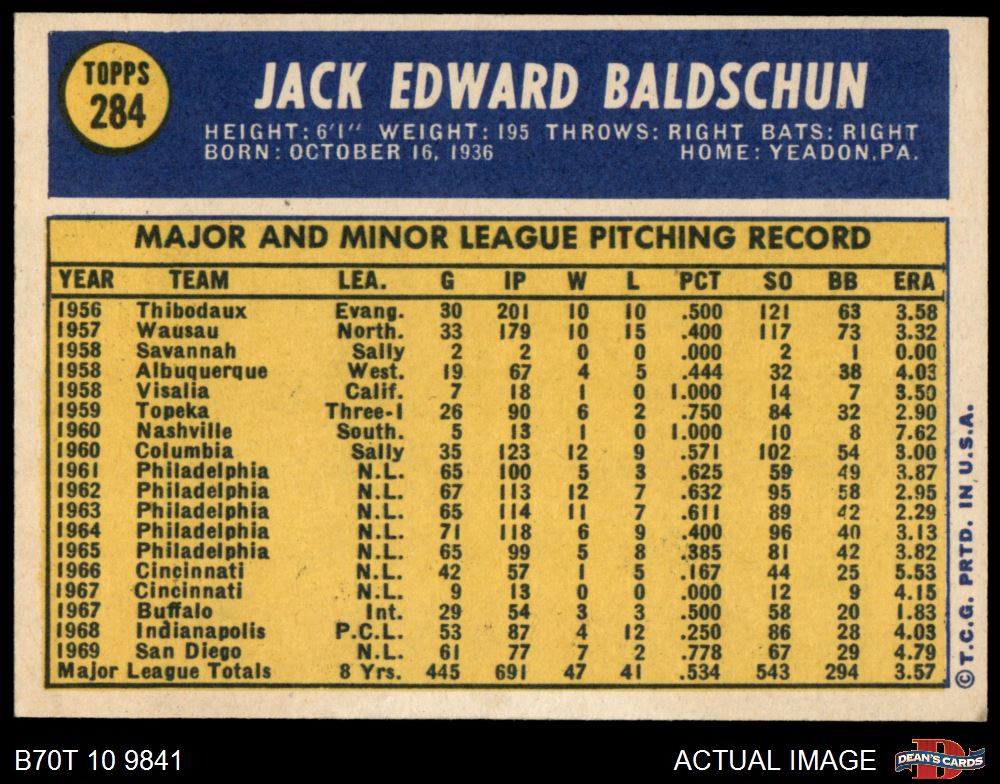 TOPPS
284
JACK EDWARD BALDSCHUN
HEIGHT: 6'1" WEIGHT: 195 THROWS: RIGHT BATS: RIGHT
BORN: OCTOBER 16, 1936 HOME: YEADON, PA.
MAJOR AND MINOR LEAGUE PITCHING RECORD
YEAR TEAM LEA. G IP W L PCT SO BB ERA
1956 Thibodaux Evang. 30 201 10 10 .500 121 63 3.58
1957 Wausau North. 33 179 10 15 .400 117 73 3.32
1958 Savannah Sally 2 2 0 0 .000 2 1 0.00
1958 Albuquerque West. 19 67 4 5 .444 32 38 4.03
1958 Visalia Calif. 7 18 1 0 1.000 14 7 3.50
1959 Topeka Three-I 26 90 6 2 .750 84 32 2.90
1960 Nashville South. 5 13 1 0 1.000 10 8 7.62
1960 Columbia Sally 35 123 12 9 .571 102 54 3.00
1961 Philadelphia N.L. 65 100 5 3 .625 59 49 3.87
1962 Philadelphia N.L. 67 113 12 7 .632 95 58 2.95
1963 Philadelphia N.L. 65 114 11 7 .611 89 42 2.29
1964 Philadelphia N.L. 71 118 6 9 .400 96 40 3.13
1965 Philadelphia N.L. 65 99 5 8 .385 81 42 3.82
1966 Cincinnati N.L. 42 57 1 5 .167 44 25 5.53
1967 Cincinnati N.L. 9 13 0 0 .000 12 9 4.15
1967 Buffalo Int. 29 54 3 3 .500 58 20 1.83
1968 Indianapolis P.C.L. 53 87 4 12 .250 86 28 4.03
1969 San Diego N.L. 61 77 7 2 .778 67 29 4.79
Major League Totals 8 Yrs. 445 691 47 41 .534 543 294 3.57
© T.C.G. PRTD. IN U.S.A.
B70T 10 9841 ACTUAL IMAGE
DEAN'S CARDS